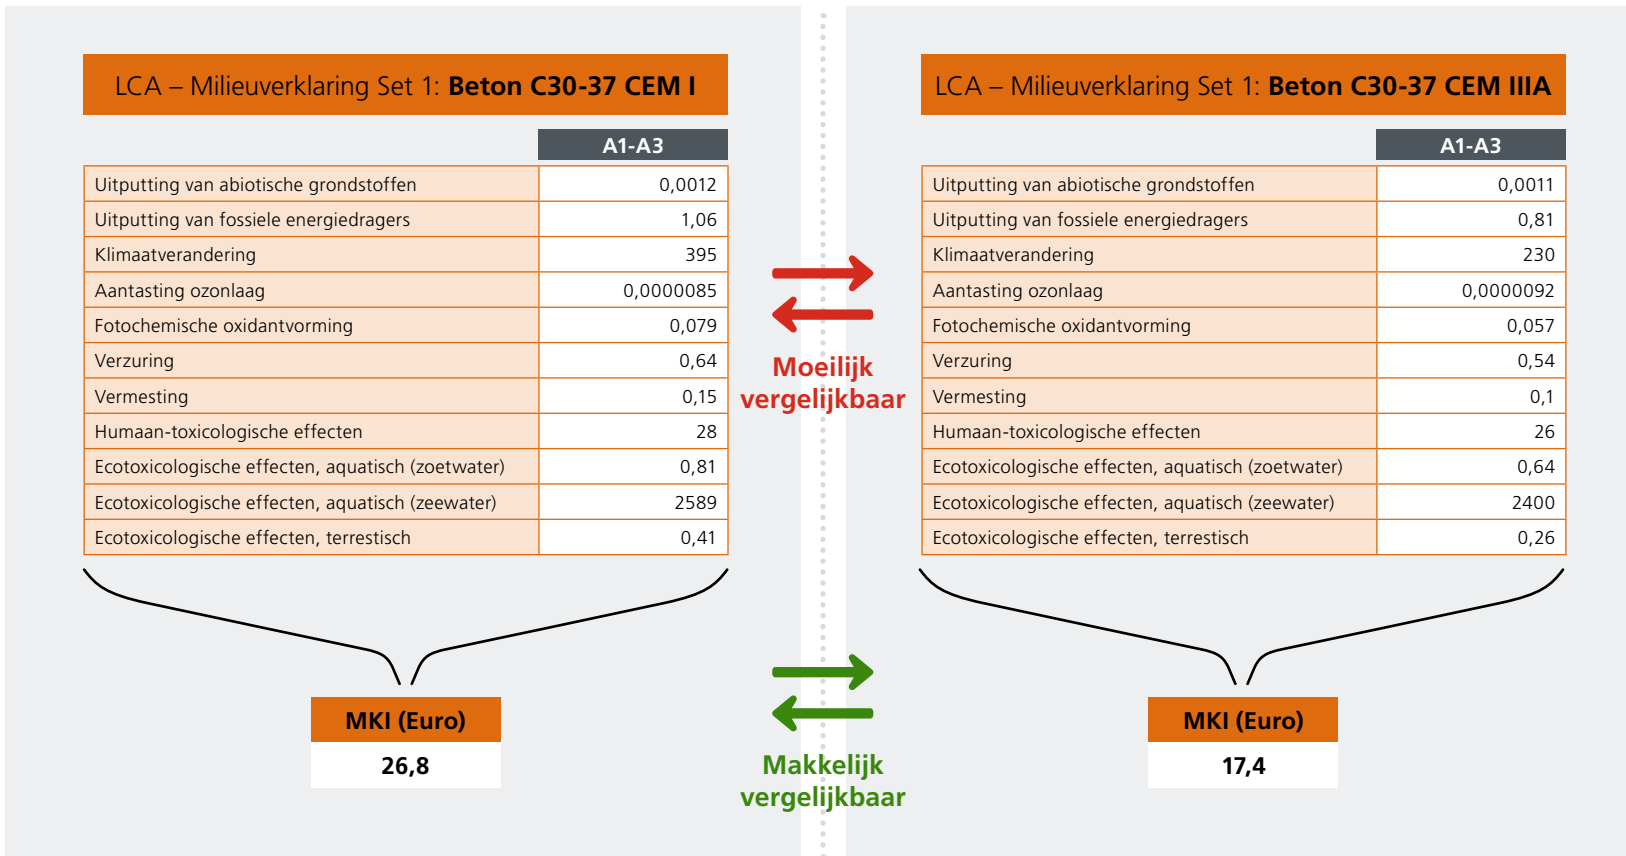 LCA – Milieuverklaring Set 1: Beton C30-37 CEM I
A1-A3
Uitputting van abiotische grondstoffen 0,0012
Uitputting van fossiele energiedragers 1,06
Klimaatverandering 395
Aantasting ozonlaag 0,0000085
Fotochemische oxidantvorming 0,079
Verzuring 0,64
Vermesting 0,15
Humaan-toxicologische effecten 28
Ecotoxicologische effecten, aquatisch (zoetwater) 0,81
Ecotoxicologische effecten, aquatisch (zeewater) 2589
Ecotoxicologische effecten, terrestisch 0,41
MKI (Euro)
26,8
Moeilijk
vergelijkbaar
Makkelijk
vergelijkbaar
LCA – Milieuverklaring Set 1: Beton C30-37 CEM IIIA
A1-A3
Uitputting van abiotische grondstoffen 0,0011
Uitputting van fossiele energiedragers 0,81
Klimaatverandering 230
Aantasting ozonlaag 0,0000092
Fotochemische oxidantvorming 0,057
Verzuring 0,54
Vermesting 0,1
Humaan-toxicologische effecten 26
Ecotoxicologische effecten, aquatisch (zoetwater) 0,64
Ecotoxicologische effecten, aquatisch (zeewater) 2400
Ecotoxicologische effecten, terrestisch 0,26
MKI (Euro)
17,4